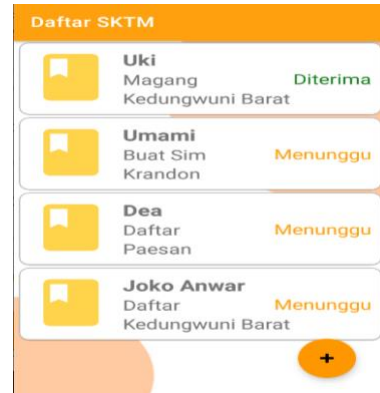 Daftar SKTM
Uki
Magang
Diterima
Kedungwuni Barat
Umami
Buat Sim
Menunggu
Krandon
Dea
Daftar
Menunggu
Paesan
Joko Anwar
Daftar
Menunggu
Kedungwuni Barat
+